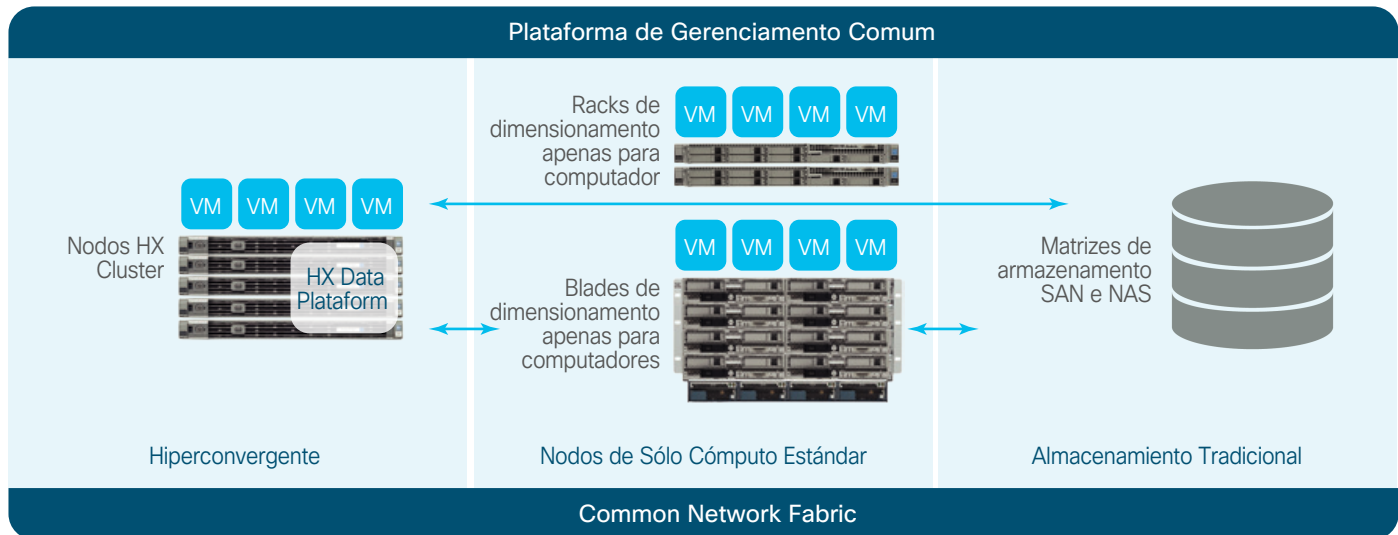 Plataforma de Gerenciamento Comum
VM VM VM VM
Nodos HX
Cluster
HX Data
Plataform
Hiperconvergente
Racks de
dimensionamento
apenas para
computador
VM VM VM VM
Blades de
dimensionamento
apenas para
computadores
VM VM VM VM
Nodos de Sólo Cómputo Estándar
Matrizes de
armazenamento
SAN e NAS
Almacenamiento Tradicional
Common Network Fabric